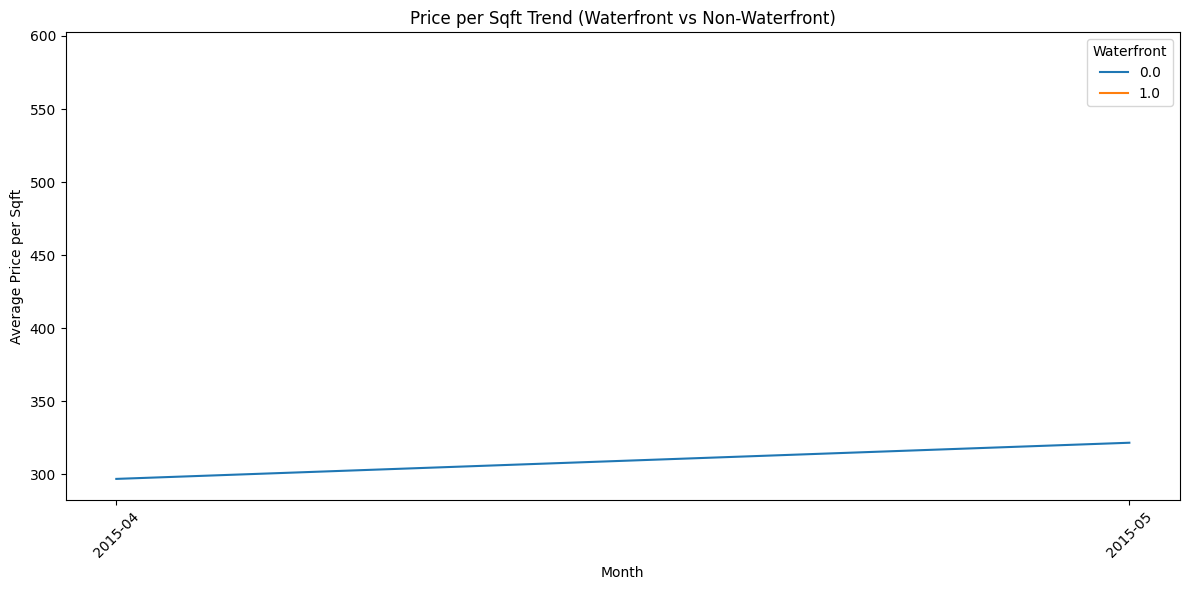 Price per Sqft Trend (Waterfront vs Non-Waterfront)
Waterfront
0.0
1.0
Average Price per Sqft
600
550
500
450
400
350
300
2015-04
2015-05
Month